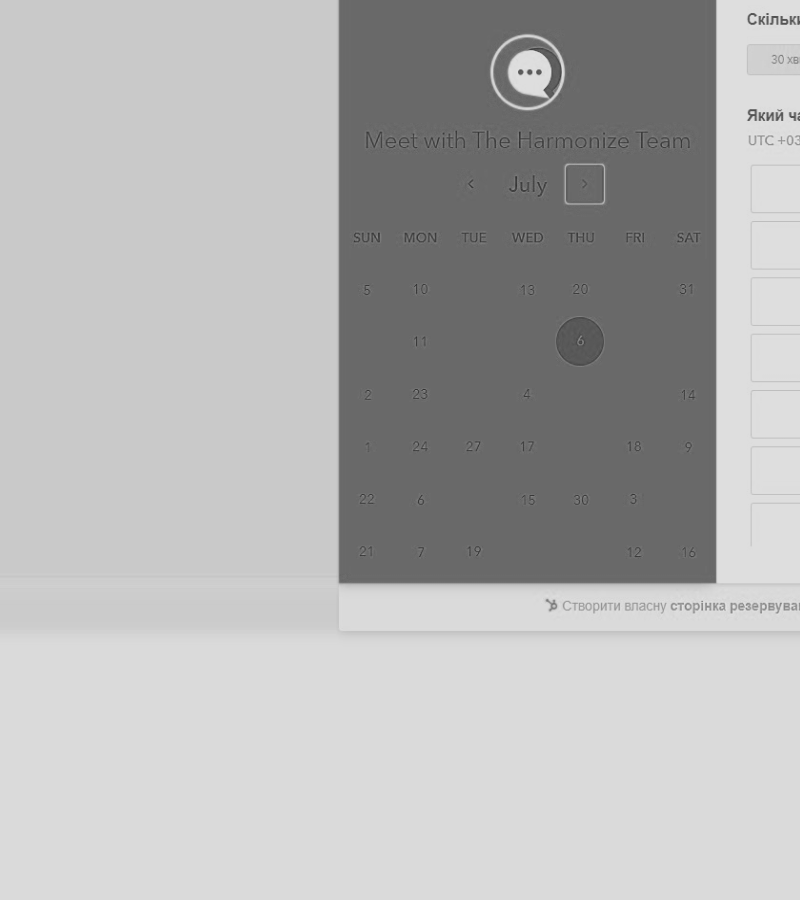 Скільки
30 хв
Meet with The Harmonize Team
Який ча
UTC +03
July
SUN MON TUE WED THU FRI SAT
5 10 13 20 31
11 6
2 23 4 14
1 24 27 17 18 9
22 6 15 30 3
21 7 19 12 16
Створити власну сторінка резервува